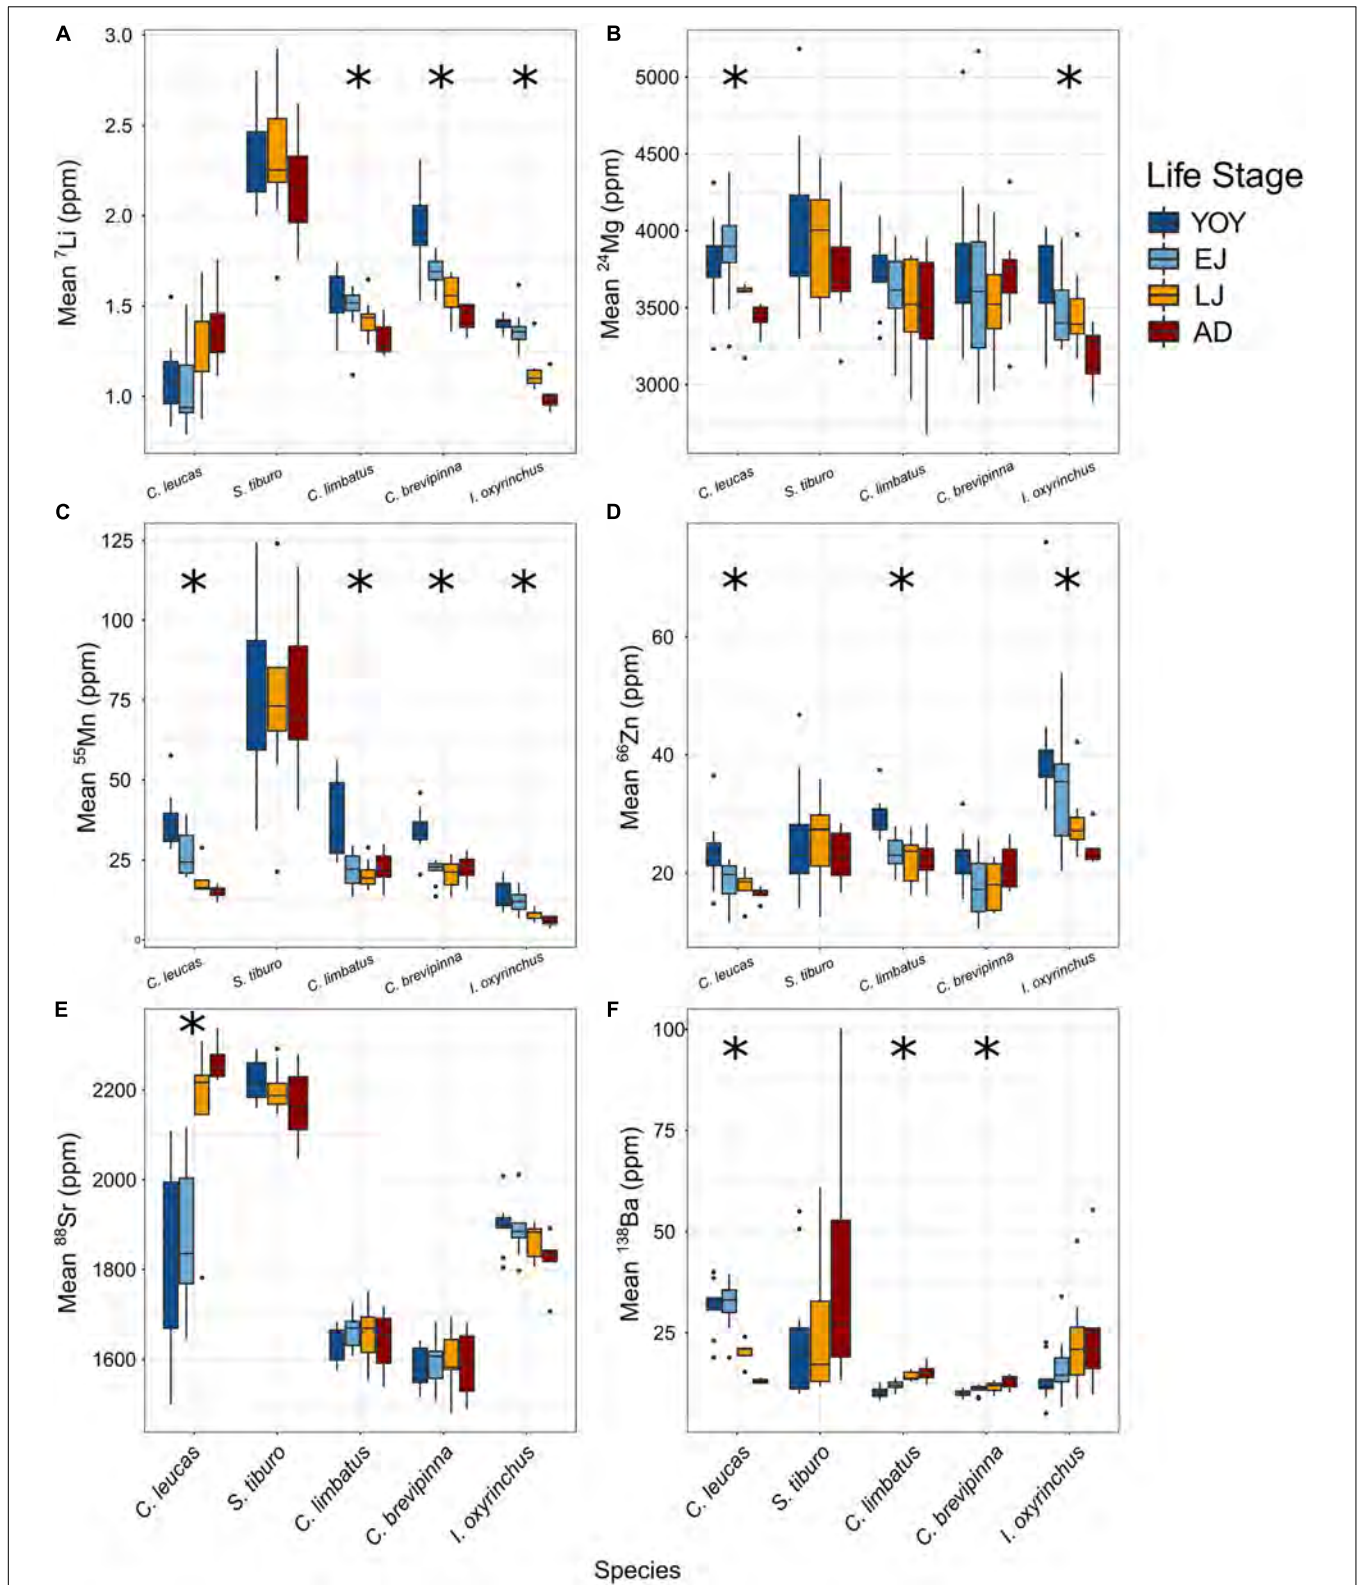 A
Mean ⁷Li (ppm)
3.0
2.5
2.0
1.5
1.0
* * *
C. leucas
S. tiburo
C. limbatus
C. brevipinna
I. oxyrinchus
B
Mean ²⁴Mg (ppm)
5000
4500
4000
3500
3000
* *
C. leucas
S. tiburo
C. limbatus
C. brevipinna
I. oxyrinchus
Life Stage
YOY
EJ
LJ
AD
C
Mean ⁵⁵Mn (ppm)
125
100
75
50
25
0
* * * *
C. leucas
S. tiburo
C. limbatus
C. brevipinna
I. oxyrinchus
D
Mean ⁶⁶Zn (ppm)
60
40
20
* * *
C. leucas
S. tiburo
C. limbatus
C. brevipinna
I. oxyrinchus
E
Mean ⁸⁸Sr (ppm)
2200
2000
1800
1600
*
C. leucas
S. tiburo
C. limbatus
C. brevipinna
I. oxyrinchus
F
Mean ¹³⁸Ba (ppm)
100
75
50
25
* * *
C. leucas
S. tiburo
C. limbatus
C. brevipinna
I. oxyrinchus
Species